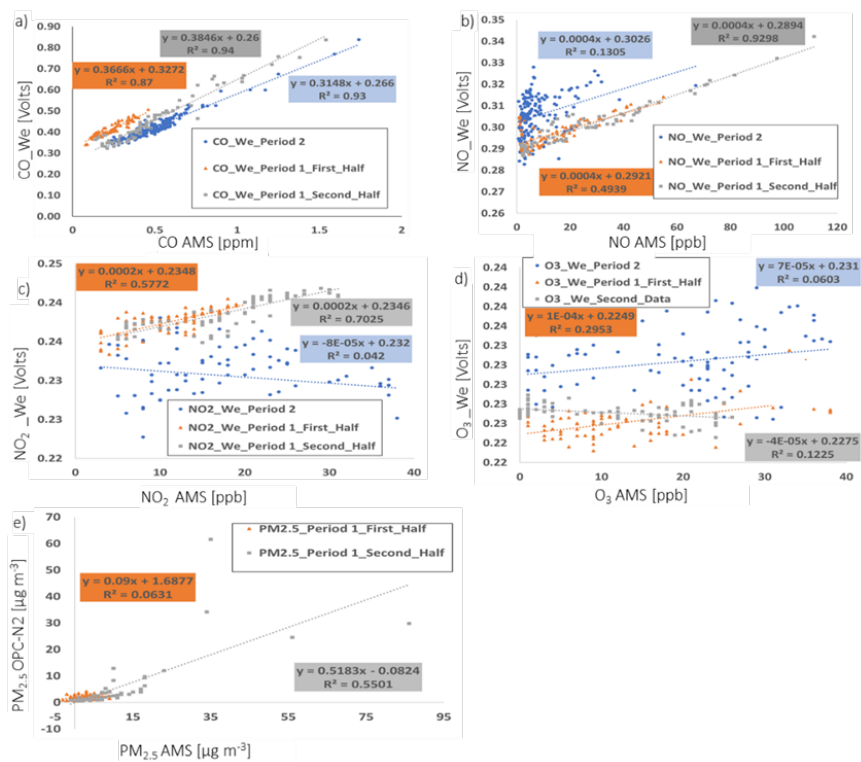 a)
CO_We [Volts]
0.90
0.80
0.70
0.60
0.50
0.40
0.30
0.20
0.10
0.00
y = 0.3846x + 0.26
R² = 0.94
y = 0.3666x + 0.3272
R² = 0.87
y = 0.3148x + 0.266
R² = 0.93
CO_We_Period 2
CO_We_Period 1_First_Half
CO_We_Period 1_Second_Half
0 0.5 1 1.5 2
CO AMS [ppm]
b)
NO_We [Volts]
0.35
0.34
0.32
0.31
0.30
0.29
0.28
0.26
y = 0.0004x + 0.3026
R² = 0.1305
y = 0.0004x + 0.2894
R² = 0.9298
NO_We_Period 2
NO_We_Period 1_First_Half
NO_We_Period 1_Second_Half
y = 0.0004x + 0.2921
R² = 0.4939
0 20 40 60 80 100 120
NO AMS [ppb]
c)
NO2 _We [Volts]
0.25
0.24
0.24
0.23
0.23
0.22
y = 0.0002x + 0.2348
R² = 0.5772
y = 0.0002x + 0.2346
R² = 0.7025
y = -8E-05x + 0.232
R² = 0.042
NO2_We_Period 2
NO2_We_Period 1_First_Half
NO2_We_Period 1_Second_Half
0 10 20 30 40
NO2 AMS [ppb]
d)
O3 _We [Volts]
0.24
0.24
0.24
0.23
0.23
0.23
0.22
0.22
O3_We_Period 2
O3_We_Period 1_First_Half
O3 _We_Second_Data
y = 7E-05x + 0.231
R² = 0.0603
y = 1E-04x + 0.2249
R² = 0.2953
y = -4E-05x + 0.2275
R² = 0.1225
0 10 20 30 40
O3 AMS [ppb]
e)
PM2.5 OPC-N2 [µg m-3]
70
60
50
40
30
20
10
0
PM2.5_Period 1_First_Half
PM2.5_Period 1_Second_Half
y = 0.09x + 1.6877
R² = 0.0631
y = 0.5183x - 0.0824
R² = 0.5501
-5 15 35 55 75 95
PM2.5 AMS [µg m-3]